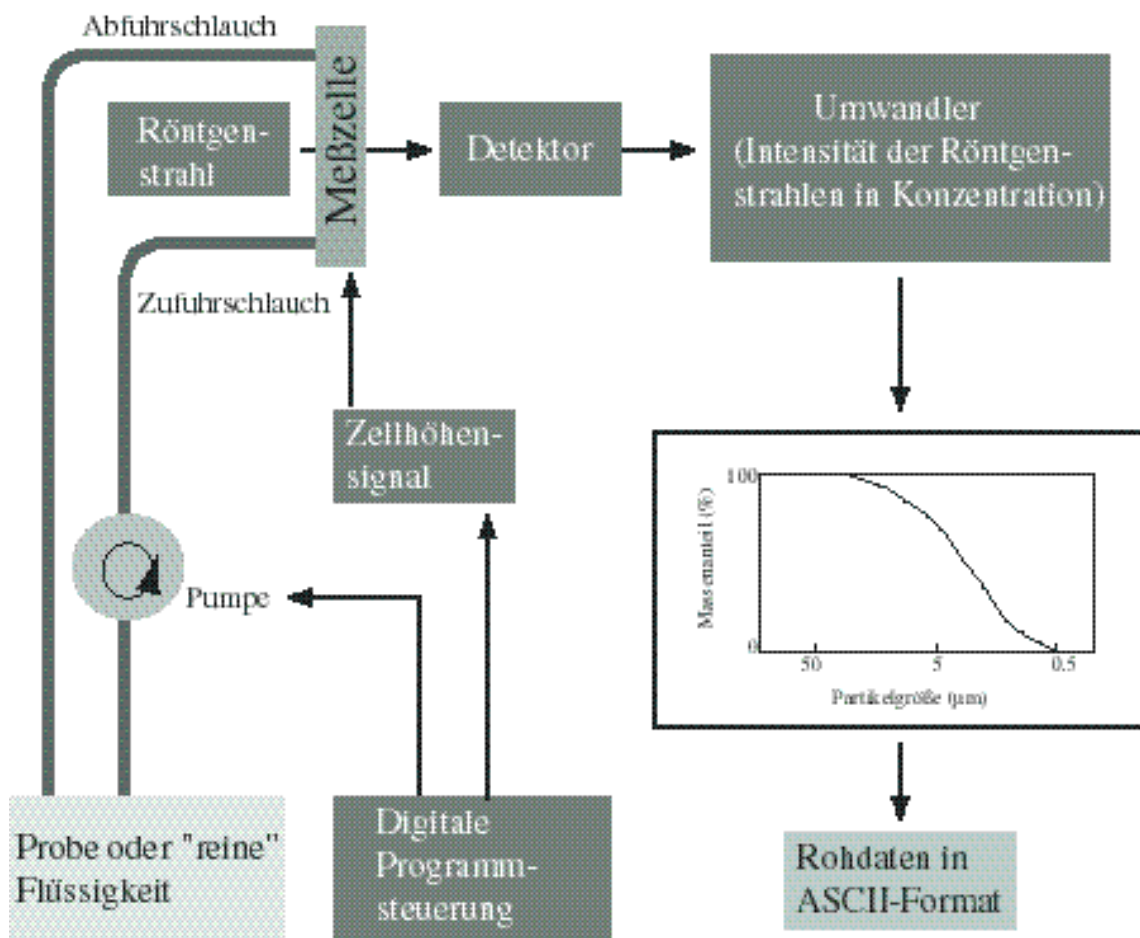 Abfuhrschlauch
Meßzelle
Röntgen-
strahl
Detektor
Umwandler
(Intensität der Röntgen-
strahlen in Konzentration)
Zufuhrschlauch
Zellhöhen-
signal
Pumpe
100
Massenanteil (%)
0
50 5 0.5
Partikelgröße (µm)
Probe oder "reine"
Flüssigkeit
Digitale
Programm-
steuerung
Rohdaten in
ASCII-Format